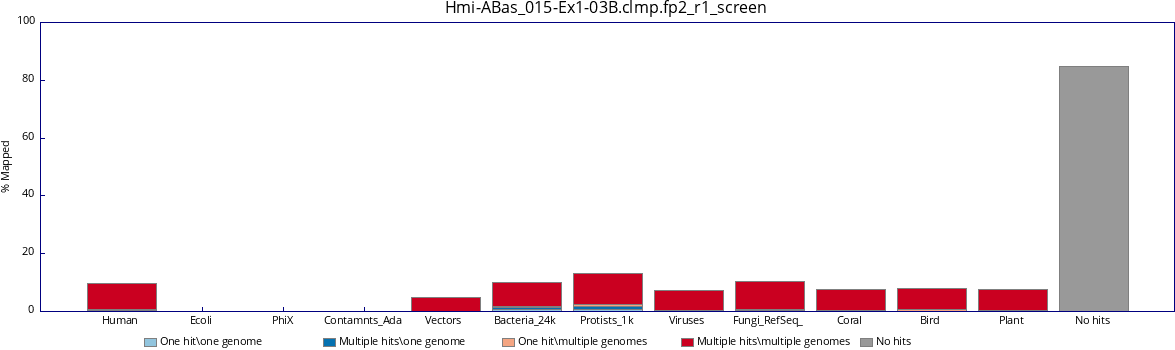 Hmi-ABas_015-Ex1-03B.clmp.fp2_r1_screen
100
80
60
40
20
0
% Mapped
Human Ecoli PhiX Contamnts_Ada Vectors Bacteria_24k Protists_1k Viruses Fungi_RefSeq_ Coral Bird Plant No hits
One hit\one genome Multiple hits\one genome One hit\multiple genomes Multiple hits\multiple genomes No hits